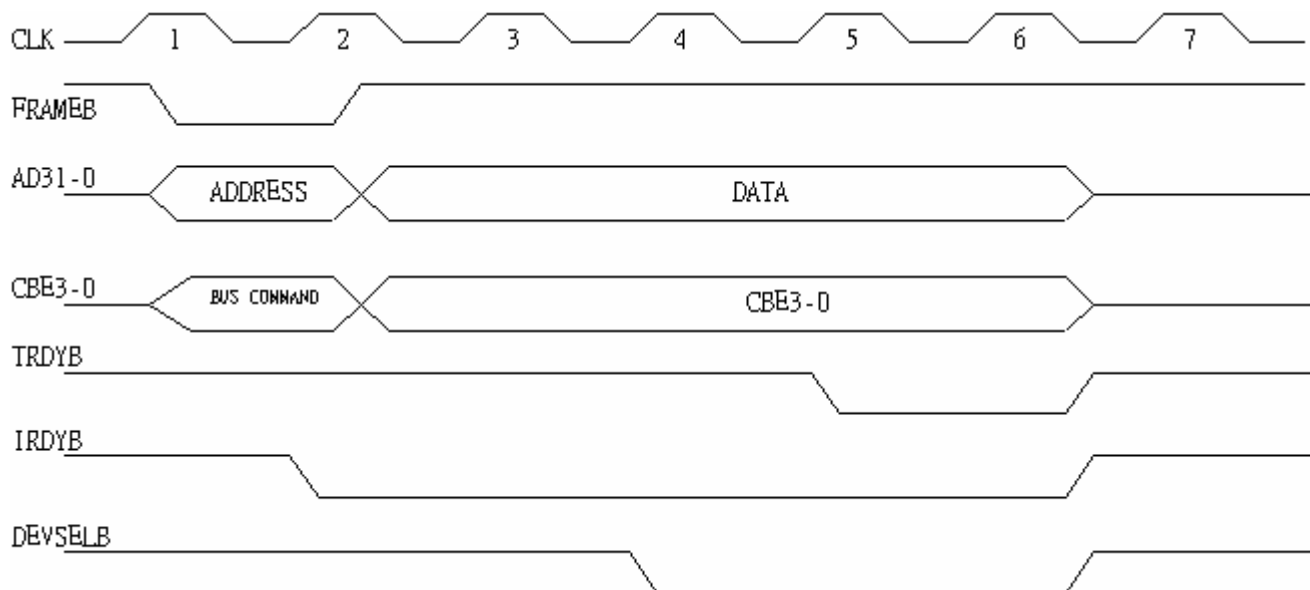 CLK 1 2 3 4 5 6 7
FRAMEB
AD31-0 ADDRESS DATA
CBE3-0 BUS COMMAND CBE3-0
TRDYB
IRDYB
DEVSELB